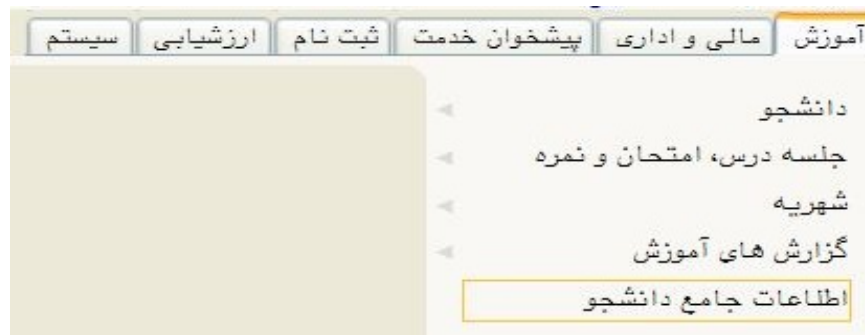 آموزش مالی و اداری پیشخوان خدمت ثبت نام ارزشیابی سیستم
دانشجو
جلسه درس، امتحان و نمره
شهریه
گزارش هاي آموزش
اطلاعات جامع دانشجو